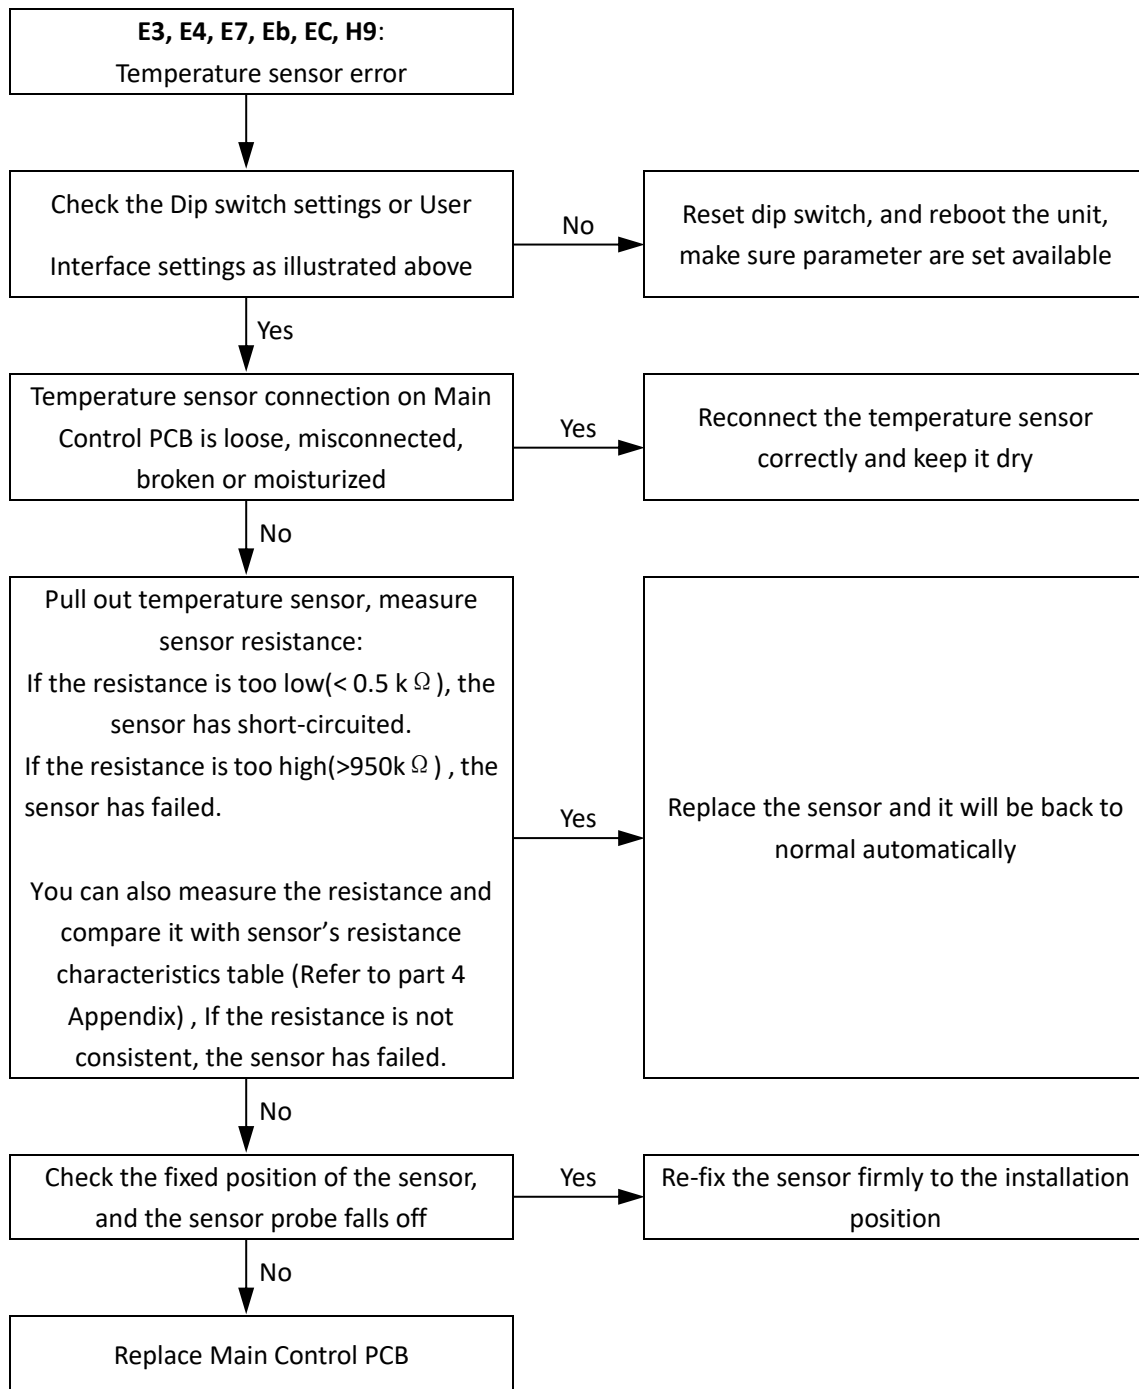 E3, E4, E7, Eb, EC, H9:
Temperature sensor error
Check the Dip switch settings or User
Interface settings as illustrated above
No
Reset dip switch, and reboot the unit,
make sure parameter are set available
Yes
Temperature sensor connection on Main
Control PCB is loose, misconnected,
broken or moisturized
Yes
Reconnect the temperature sensor
correctly and keep it dry
No
Pull out temperature sensor, measure
sensor resistance:
If the resistance is too low(< 0.5 k Ω), the
sensor has short-circuited.
If the resistance is too high(>950k Ω) , the
sensor has failed.
You can also measure the resistance and
compare it with sensor’s resistance
characteristics table (Refer to part 4
Appendix) , If the resistance is not
consistent, the sensor has failed.
Yes
Replace the sensor and it will be back to
normal automatically
No
Check the fixed position of the sensor,
and the sensor probe falls off
Yes
Re-fix the sensor firmly to the installation
position
No
Replace Main Control PCB